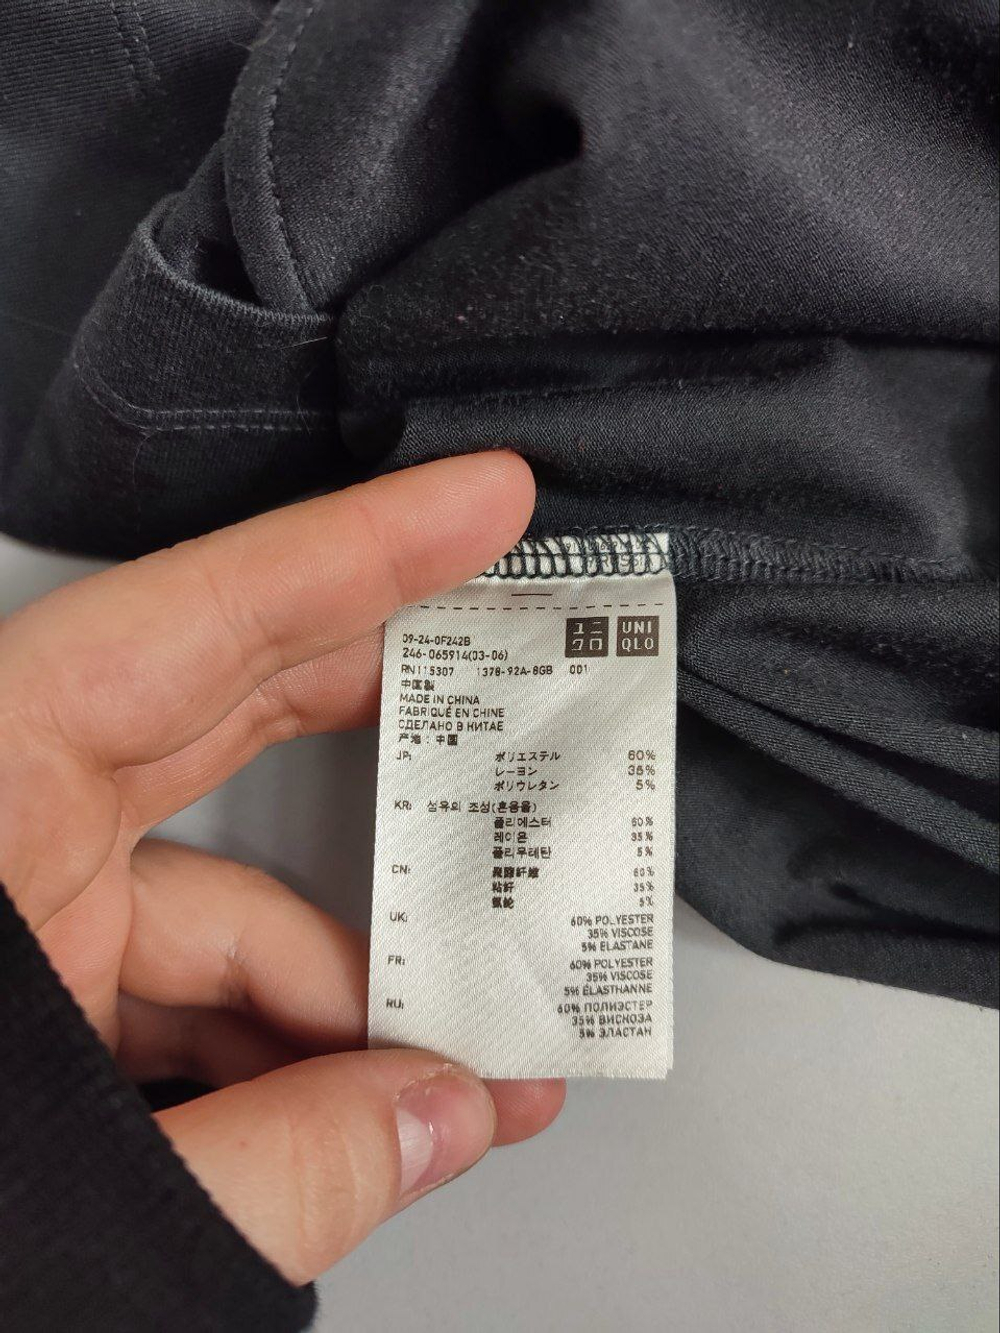 09-24-0F242B
246-065914(03-06)
RN115307 1378-92A-8GB 001
ユニ
クロ
UNI
QLO
中国製
MADE IN CHINA
FABRIQUÉ EN CHINE
СДЕЛАНО В КИТАЕ
产地：中国
JP: ポリエステル 60%
レーヨン 35%
ポリウレタン 5%
KR: 섬유의 조성(혼용율)
폴리에스터 60%
레이온 35%
폴리우레탄 5%
CN: 聚酯纤维 60%
粘纤 35%
氨纶 5%
UK: 60% POLYESTER
35% VISCOSE
5% ELASTANE
FR: 60% POLYESTER
35% VISCOSE
5% ÉLASTHANNE
RU: 60% ПОЛИЭСТЕР
35% ВИСКОЗА
5% ЭЛАСТАН